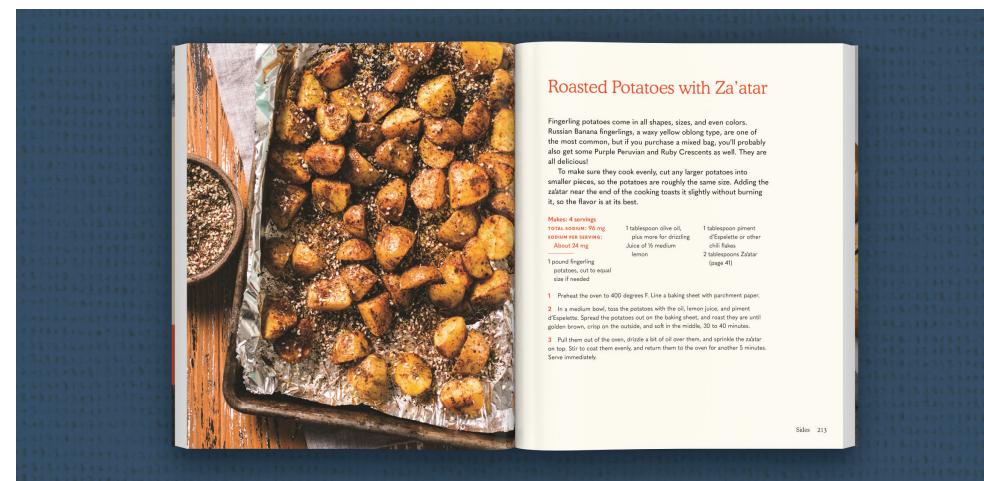 Roasted Potatoes with Za'atar
Fingerling potatoes come in all shapes, sizes, and even colors.
Russian Banana fingerlings, a waxy yellow oblong type, are one of
the most common, but if you purchase a mixed bag, you'll probably
also get some Purple Peruvian and Ruby Crescents as well. They are
all delicious!
To make sure they cook evenly, cut any larger potatoes into
smaller pieces, so the potatoes are roughly the same size. Adding the
za'atar near the end of the cooking toasts it slightly without burning
it, so the flavor is at its best.
Makes: 4 servings
TOTAL SODIUM: 96 mg
SODIUM PER SERVING:
About 24 mg
1 pound fingerling
potatoes, cut to equal
size if needed
1 tablespoon olive oil,
plus more for drizzling
Juice of ½ medium
lemon
1 tablespoon piment
d'Espelette or other
chili flakes
2 tablespoons Za'atar
(page 41)
1 Preheat the oven to 400 degrees F. Line a baking sheet with parchment paper.
2 In a medium bowl, toss the potatoes with the oil, lemon juice, and piment
d'Espelette. Spread the potatoes out on the baking sheet, and roast they are until
golden brown, crisp on the outside, and soft in the middle, 30 to 40 minutes.
3 Pull them out of the oven, drizzle a bit of oil over them, and sprinkle the za'atar
on top. Stir to coat them evenly, and return them to the oven for another 5 minutes.
Serve immediately.
Sides 213